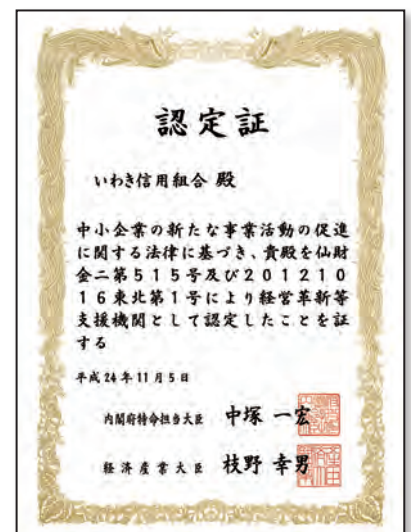 認定証
いわき信用組合 殿
中小企業の新たな事業活動の促進
に関する法律に基づき、貴殿を仙財
金二第515号及び201210
16東北第1号により経営革新等
支援機関として認定したことを証
する
平成24年11月5日
内閣府特命担当大臣 中塚 一宏
経済産業大臣 枝野 幸男